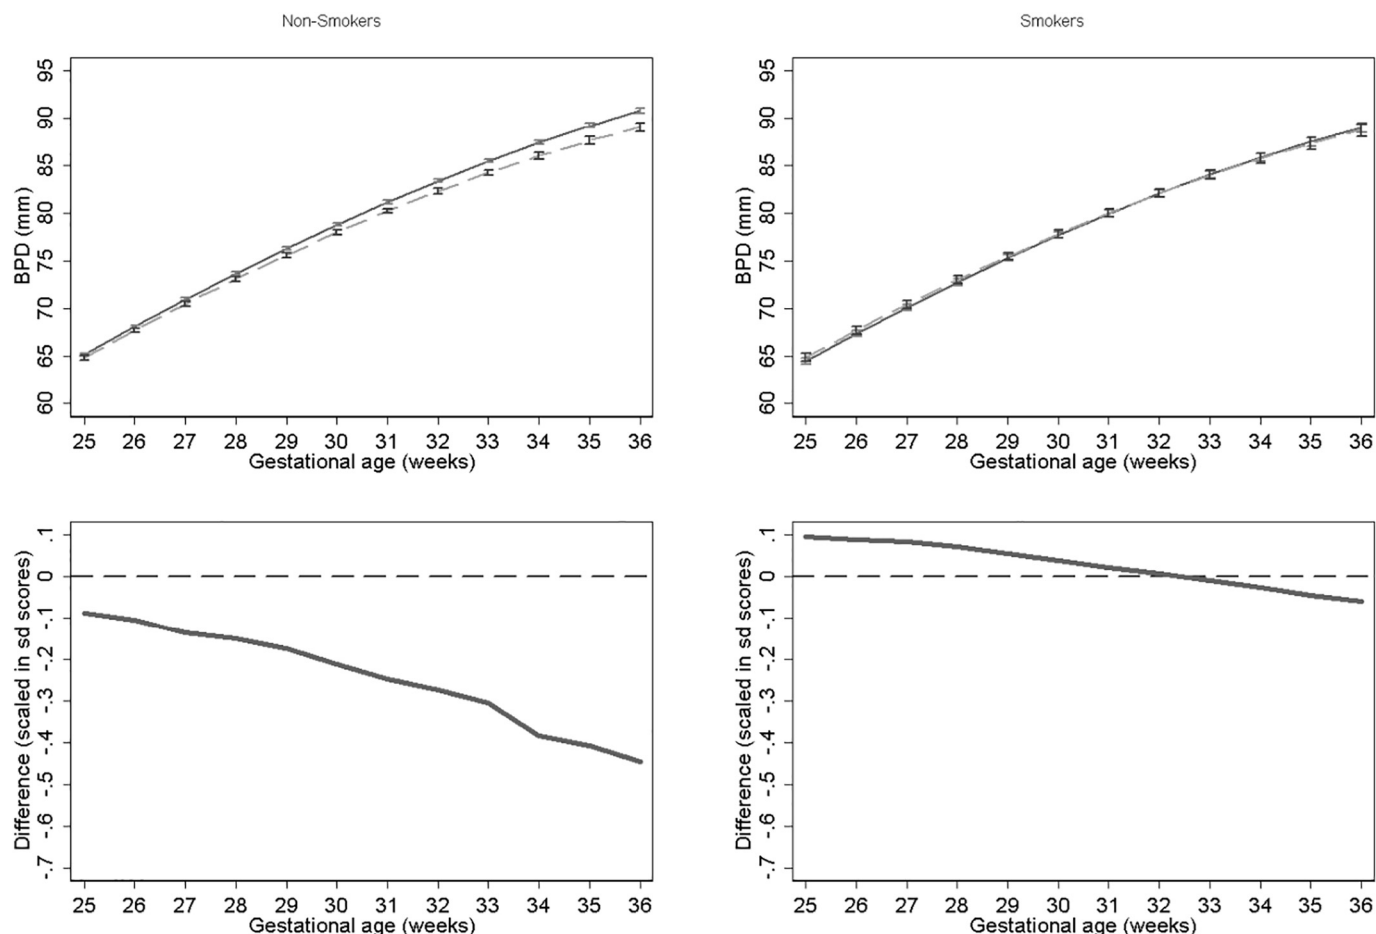 Non-Smokers
Smokers
BPD (mm)
95
90
85
80
75
70
65
60
25 26 27 28 29 30 31 32 33 34 35 36
Gestational age (weeks)
BPD (mm)
95
90
85
80
75
70
65
60
25 26 27 28 29 30 31 32 33 34 35 36
Gestational age (weeks)
Difference (scaled in sd scores)
.1
0
-.1
-.2
-.3
-.4
-.5
-.6
-.7
25 26 27 28 29 30 31 32 33 34 35 36
Gestational age (weeks)
Difference (scaled in sd scores)
.1
0
-.1
-.2
-.3
-.4
-.5
-.6
-.7
25 26 27 28 29 30 31 32 33 34 35 36
Gestational age (weeks)